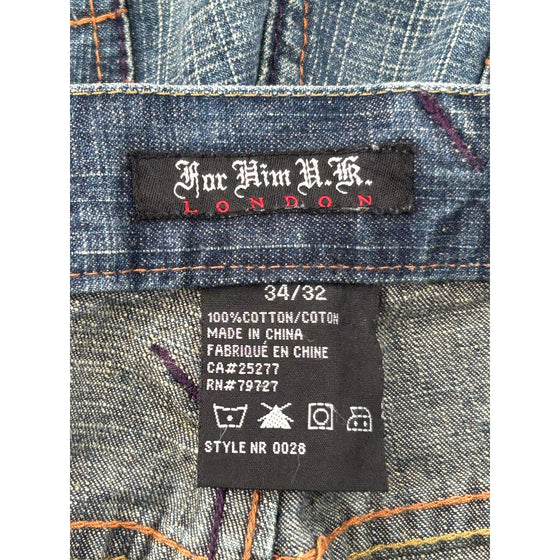 For Him U.K.
LONDON
34/32
100%COTTON/COTON
MADE IN CHINA
FABRIQUÉ EN CHINE
CA#25277
RN#79727
STYLE NR 0028